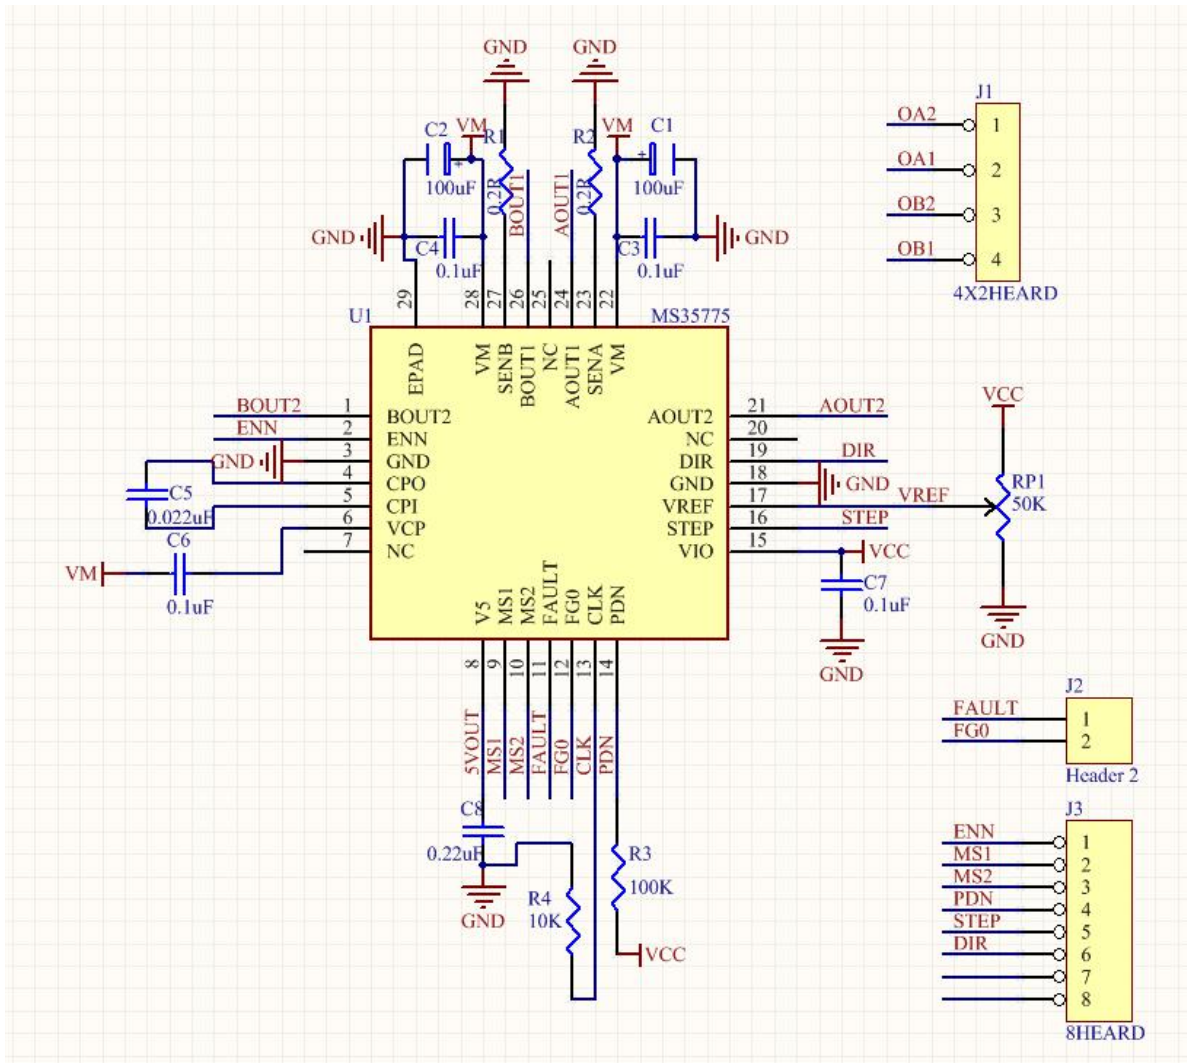 GND
GND
C2
VM
R1
100uF
0.2R
BOUT1
GND
C4
0.1uF
R2
VM
C1
0.2R
AOUT1
100uF
C3
0.1uF
GND
J1
OA2 1
OA1 2
OB2 3
OB1 4
4X2HEARD
29 28 27 26 25 24 23 22
U1
MS35775
EPAD VM SENB BOUT1 NC AOUT1 SENA VM
BOUT2 1 BOUT2
ENN 2 ENN
GND 3 GND
4 CPO
C5
0.022uF
5 CPI
6 VCP
7 NC
C6
VM
0.1uF
AOUT2 21 AOUT2
NC 20
DIR 19 DIR
GND 18 GND
VREF 17 VREF
STEP 16 STEP
VIO 15 VCC
VCC
RP1
50K
GND
C7
0.1uF
GND
V5 MS1 MS2 FAULT FG0 CLK PDN
8 9 10 11 12 13 14
5VOUT MS1 MS2 FAULT FG0 CLK PDN
C8
0.22uF
GND
R4
10K
R3
100K
VCC
J2
FAULT 1
FG0 2
Header 2
J3
ENN 1
MS1 2
MS2 3
PDN 4
STEP 5
DIR 6
7
8
8HEARD